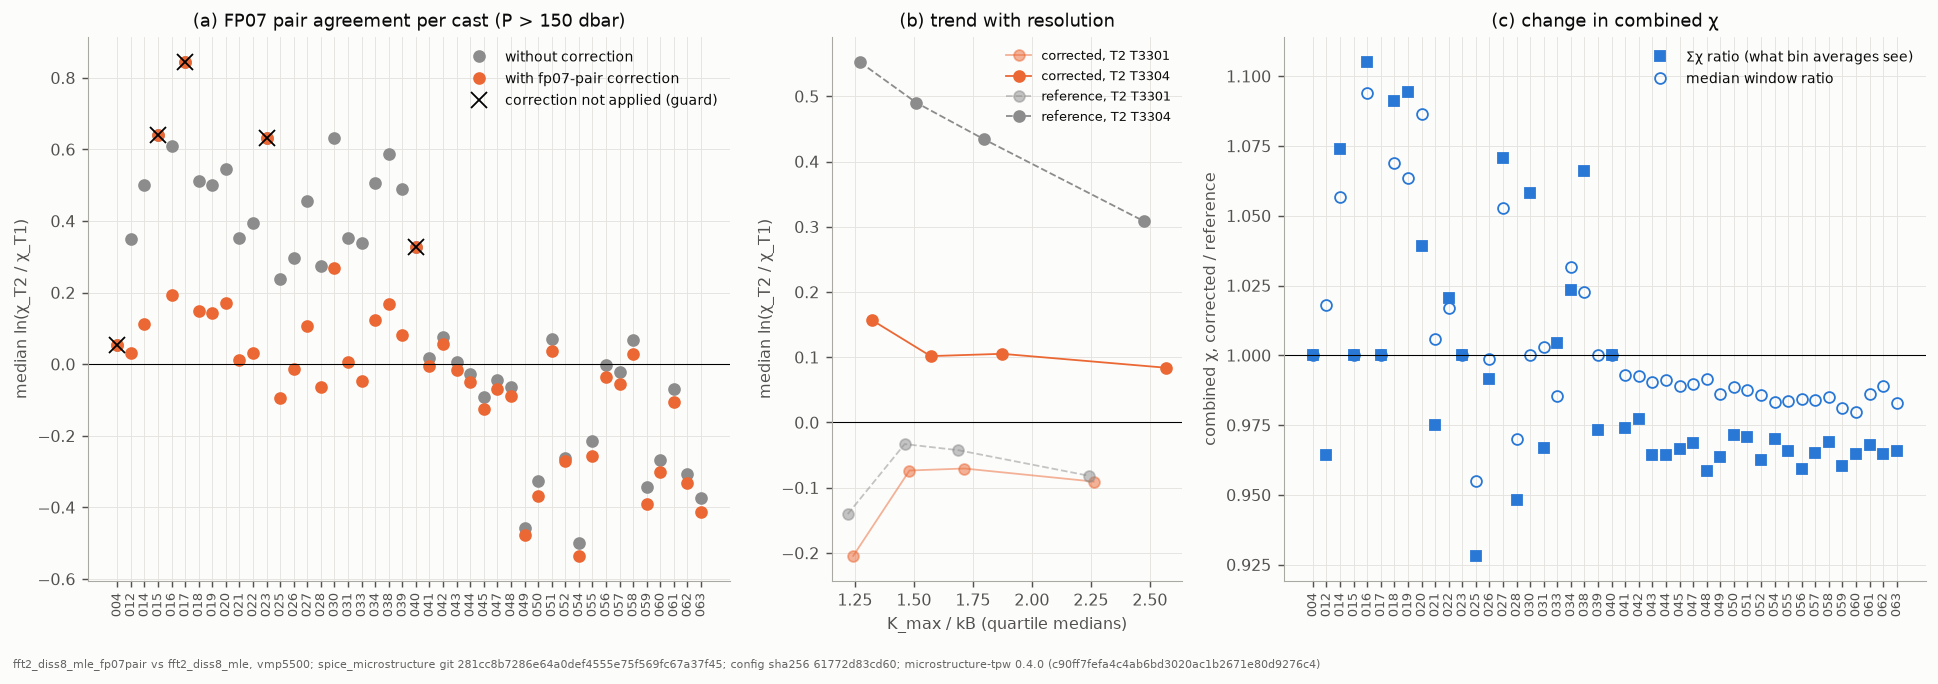 (a) FP07 pair agreement per cast (P > 150 dbar)
without correction
with fp07-pair correction
correction not applied (guard)
median ln(χ_T2 / χ_T1)
0.8
0.6
0.4
0.2
0.0
−0.2
−0.4
−0.6
004 012 014 015 016 017 018 019 020 021 022 023 025 026 027 028 030 031 033 034 038 039 040 041 042 043 044 045 047 048 049 050 051 052 054 055 056 057 058 059 060 061 062 063
(b) trend with resolution
corrected, T2 T3301
corrected, T2 T3304
reference, T2 T3301
reference, T2 T3304
median ln(χ_T2 / χ_T1)
0.5
0.4
0.3
0.2
0.1
0.0
−0.1
−0.2
1.25 1.50 1.75 2.00 2.25 2.50
K_max / kB (quartile medians)
(c) change in combined χ
Σχ ratio (what bin averages see)
median window ratio
combined χ, corrected / reference
1.100
1.075
1.050
1.025
1.000
0.975
0.950
0.925
004 012 014 015 016 017 018 019 020 021 022 023 025 026 027 028 030 031 033 034 038 039 040 041 042 043 044 045 047 048 049 050 051 052 054 055 056 057 058 059 060 061 062 063
fft2_diss8_mle_fp07pair vs fft2_diss8_mle, vmp5500; spice_microstructure git 281cc8b7286e64a0def4555e75f569fc67a37f45; config sha256 61772d83cd60; microstructure-tpw 0.4.0 (c90ff7fefa4c4ab6bd3020ac1b2671e80d9276c4)